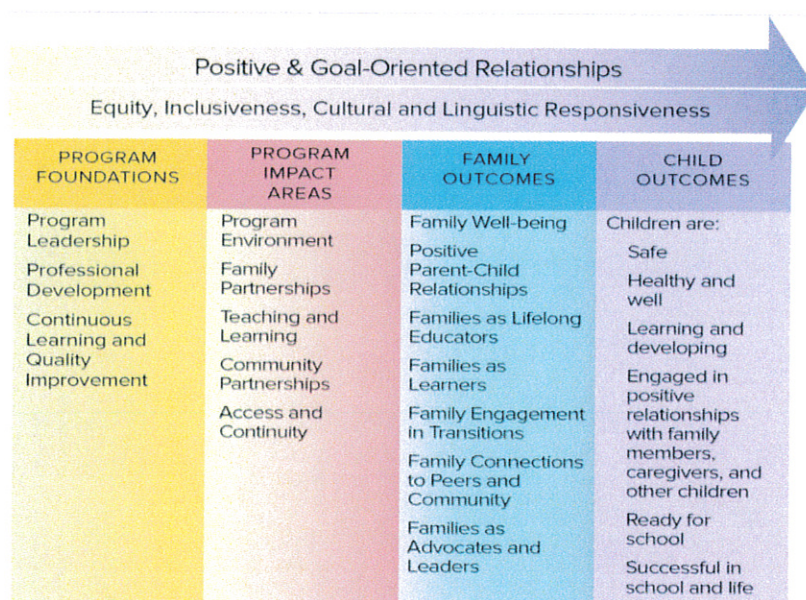 Positive & Goal-Oriented Relationships
Equity, Inclusiveness, Cultural and Linguistic Responsiveness
PROGRAM
FOUNDATIONS
Program
Leadership
Professional
Development
Continuous
Learning and
Quality
Improvement
PROGRAM
IMPACT
AREAS
Program
Environment
Family
Partnerships
Teaching and
Learning
Community
Partnerships
Access and
Continuity
FAMILY
OUTCOMES
Family Well-being
Positive
Parent-Child
Relationships
Families as Lifelong
Educators
Families as
Learners
Family Engagement
in Transitions
Family Connections
to Peers and
Community
Families as
Advocates and
Leaders
CHILD
OUTCOMES
Children are:
Safe
Healthy and
well
Learning and
developing
Engaged in
positive
relationships
with family
members,
caregivers, and
other children
Ready for
school
Successful in
school and life